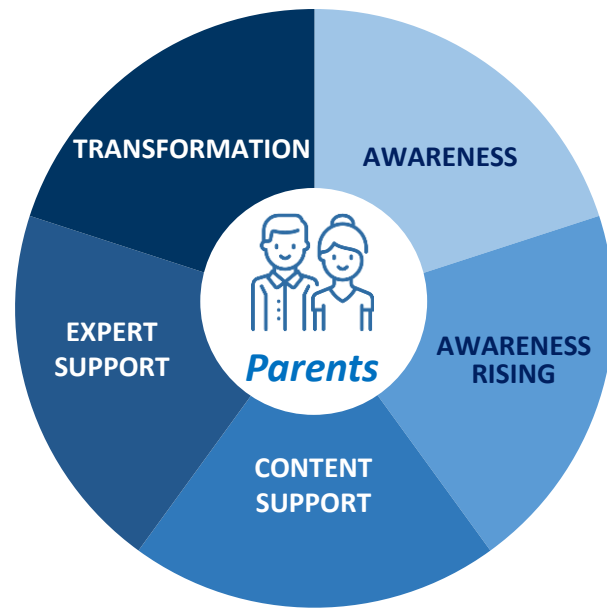 TRANSFORMATION
AWARENESS
EXPERT
SUPPORT
Parents
AWARENESS
RISING
CONTENT
SUPPORT